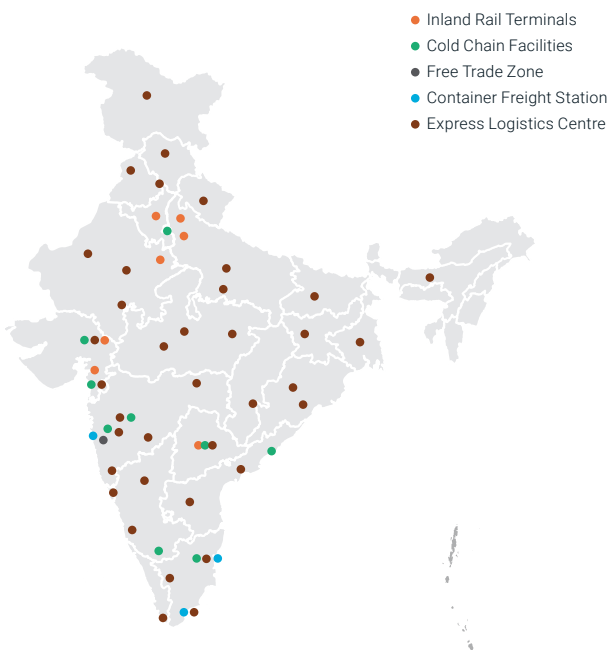 Inland Rail Terminals
Cold Chain Facilities
Free Trade Zone
Container Freight Station
Express Logistics Centre